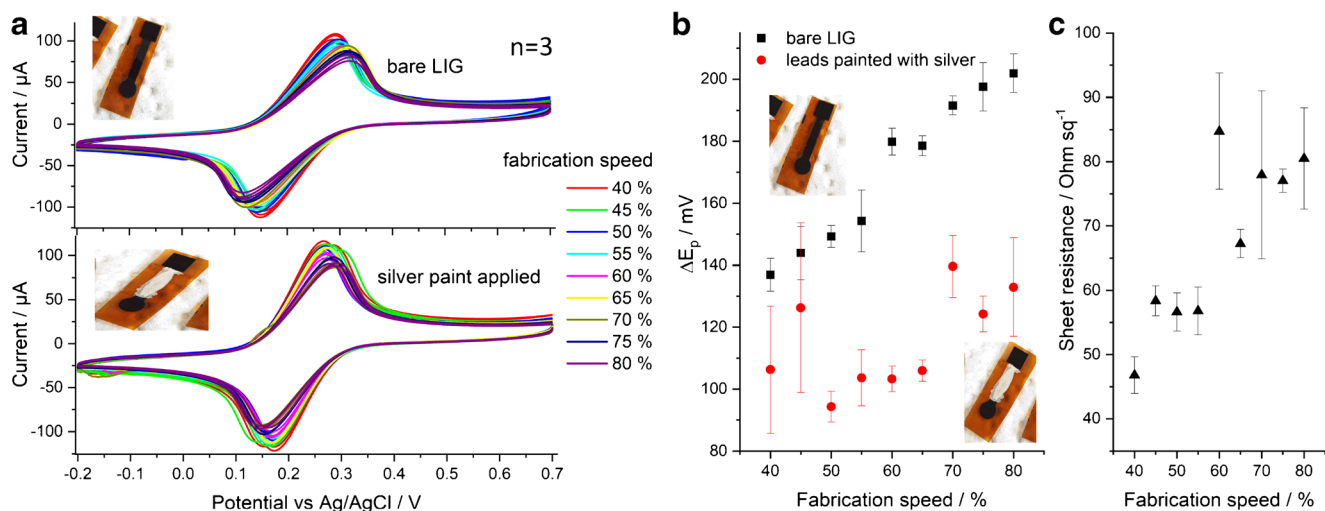 a
n=3
bare LIG
Current / µA
100
50
0
-50
-100
fabrication speed
40 %
45 %
50 %
55 %
60 %
65 %
70 %
75 %
80 %
silver paint applied
Current / µA
100
50
0
-50
-100
-0.2 -0.1 0.0 0.1 0.2 0.3 0.4 0.5 0.6 0.7
Potential vs Ag/AgCl / V
b
bare LIG
leads painted with silver
ΔEp / mV
200
180
160
140
120
100
80
40 50 60 70 80
Fabrication speed / %
c
Sheet resistance / Ohm sq⁻¹
100
90
80
70
60
50
40
40 50 60 70 80
Fabrication speed / %